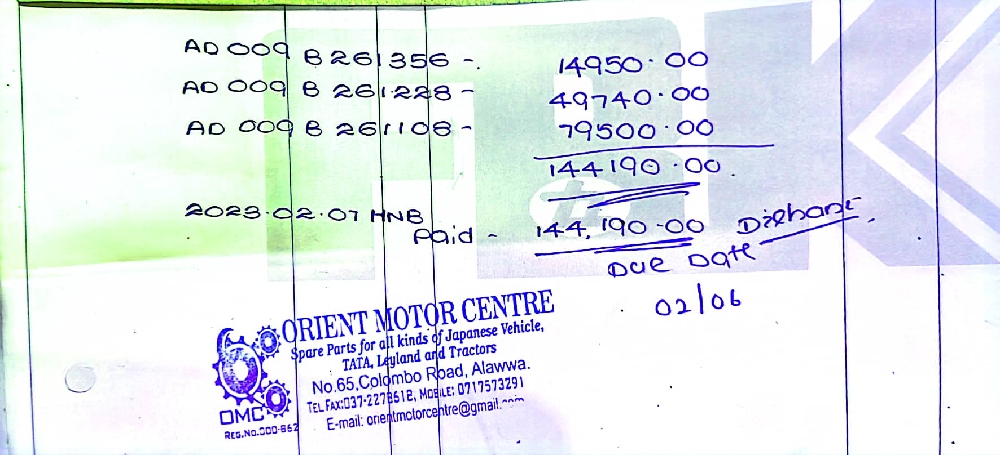 AD 009 B 261356 -. 14950.00
AD 009 B 261228 - 49740.00
AD 009 B 261108 - 79500.00
144190.00
2023.02.07 HNB
Paid - 144,190-00
Due Date
02/06
ORIENT MOTOR CENTRE
Spare Parts for all kinds of Japanese Vehicle,
TATA, Leyland and Tractors
No.65,Colombo Road, Alawwa.
TEL FAX:037-2278512, MOBILE: 0717573291
E-mail: orientmotorcentre@gmail.com
OMC